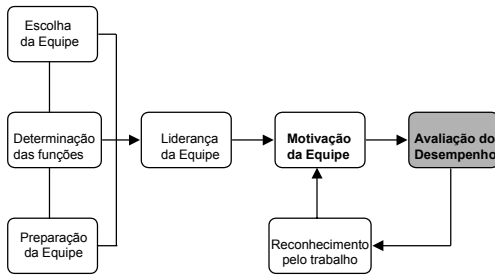 Escolha
da Equipe
Determinação
das funções
Liderança
da Equipe
Motivação
da Equipe
Avaliação do
Desempenho
Preparação
da Equipe
Reconhecimento
pelo trabalho